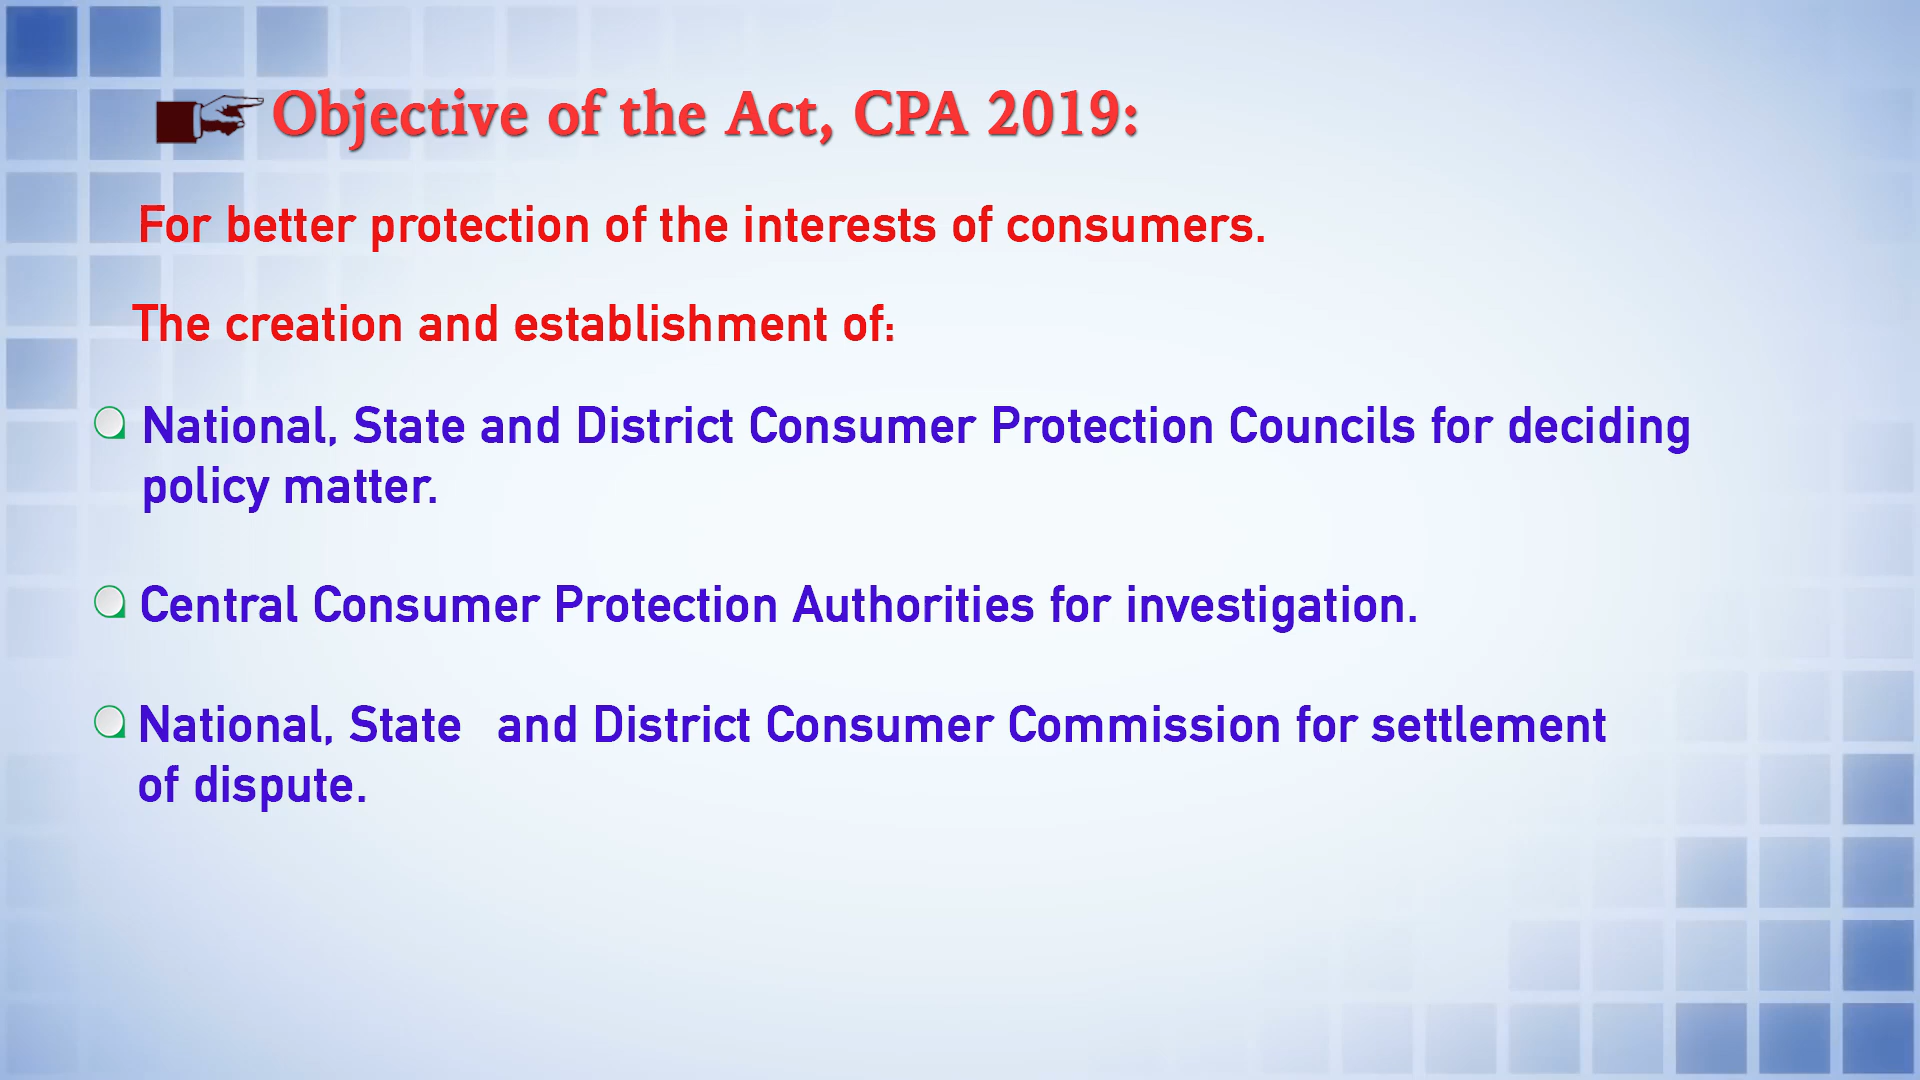 Objective of the Act, CPA 2019:
For better protection of the interests of consumers.
The creation and establishment of:
National, State and District Consumer Protection Councils for deciding
policy matter.
Central Consumer Protection Authorities for investigation.
National, State and District Consumer Commission for settlement
of dispute.